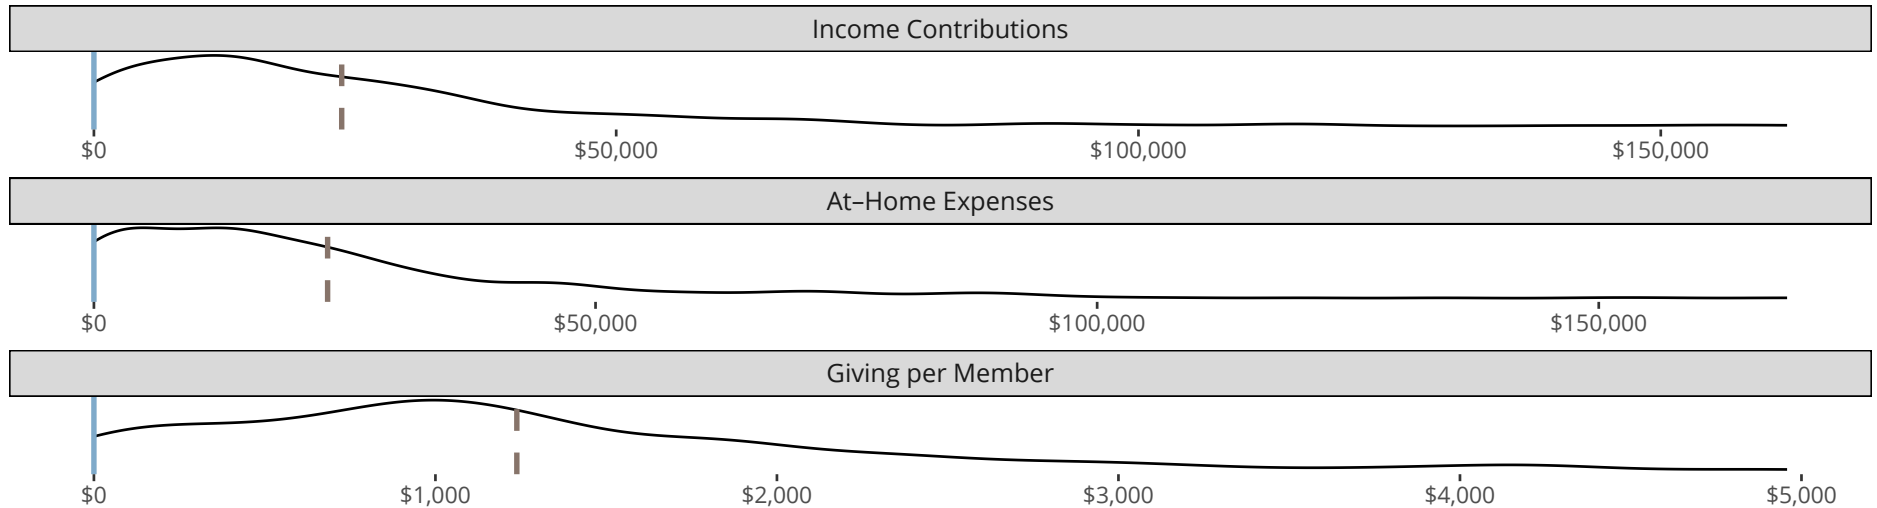 Income Contributions
$0 $50,000 $100,000 $150,000
At–Home Expenses
$0 $50,000 $100,000 $150,000
Giving per Member
$0 $1,000 $2,000 $3,000 $4,000 $5,000